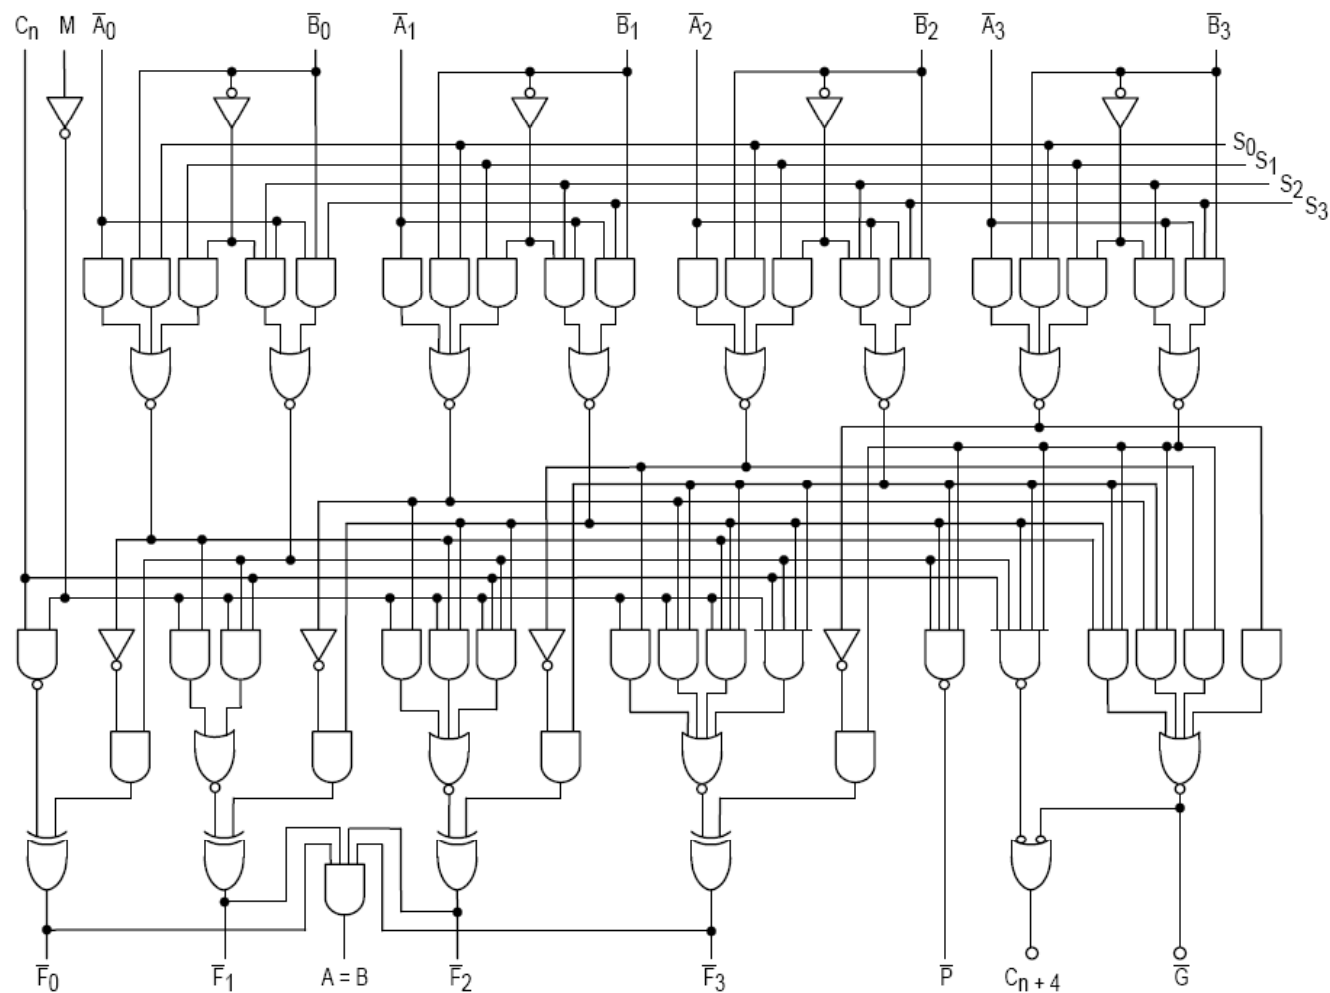 Cn M A̅0 B̅0 A̅1 B̅1 A̅2 B̅2 A̅3 B̅3
S0
S1
S2
S3
F̅0 F̅1 A = B F̅2 F̅3 P̅ Cn + 4 G̅